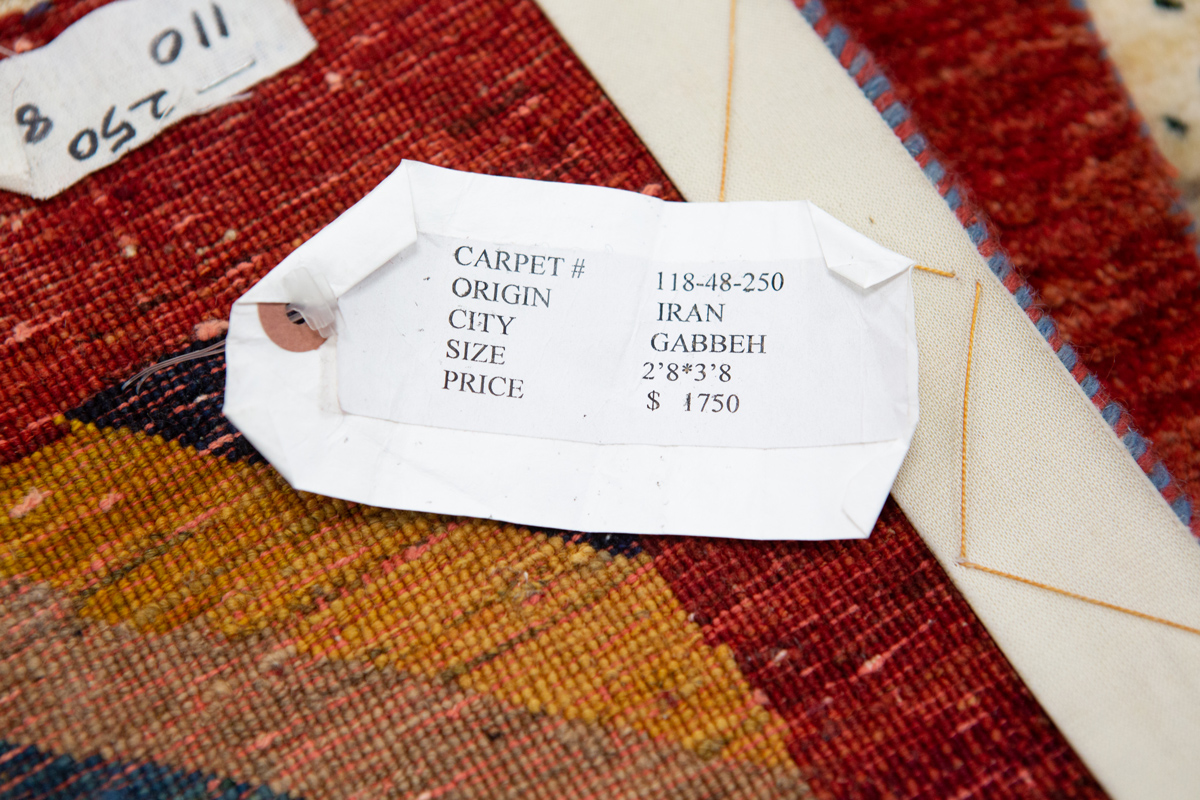 250 8
110
CARPET # 118-48-250
ORIGIN IRAN
CITY GABBEH
SIZE 2'8*3'8
PRICE $ 1750